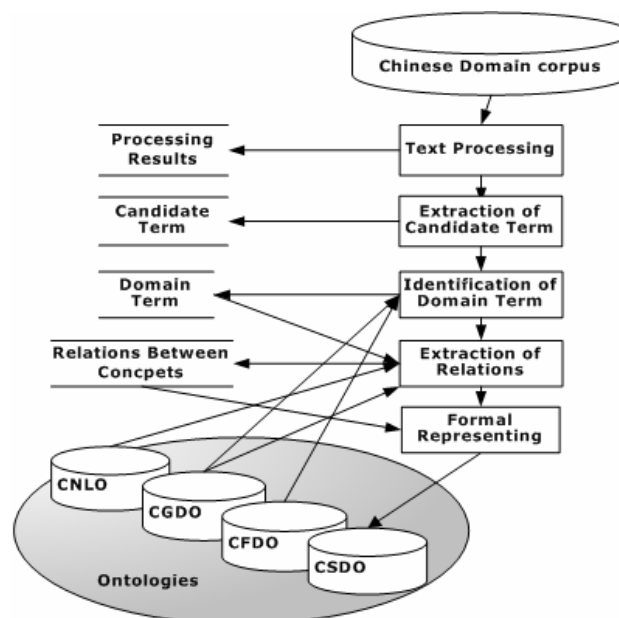 Chinese Domain corpus
Processing
Results
Text Processing
Candidate
Term
Extraction of
Candidate Term
Domain
Term
Identification of
Domain Term
Relations Between
Concpets
Extraction of
Relations
Formal
Representing
CNLO
CGDO
CFDO
CSDO
Ontologies